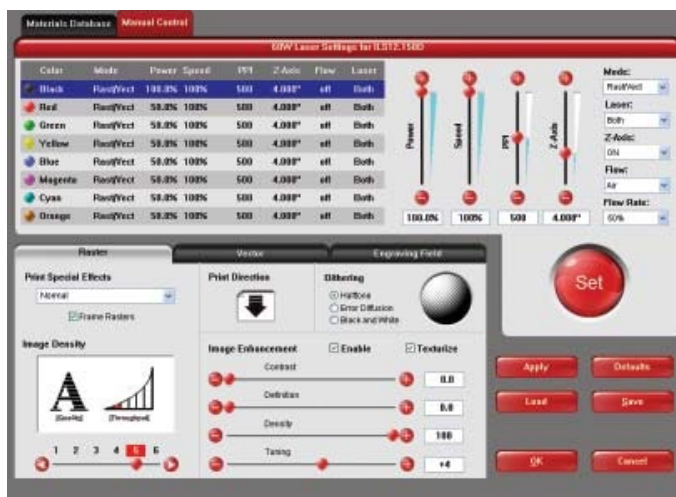 Materials Database Manual Control
60W Laser Settings for ILS12.150D
Color Mode Power Speed PPI Z-Axis Flow Laser
Black Rast/Vect 100.0% 100% 500 4.000" off Both
Red Rast/Vect 50.0% 100% 500 4.000" off Both
Green Rast/Vect 50.0% 100% 500 4.000" off Both
Yellow Rast/Vect 50.0% 100% 500 4.000" off Both
Blue Rast/Vect 50.0% 100% 500 4.000" off Both
Magenta Rast/Vect 50.0% 100% 500 4.000" off Both
Cyan Rast/Vect 50.0% 100% 500 4.000" off Both
Orange Rast/Vect 50.0% 100% 500 4.000" off Both
Power Speed PPI Z-Axis
100.0% 100% 500 4.000"
Mode:
Rast/Vect
Laser:
Both
Z-Axis:
ON
Flow:
Air
Flow Rate:
50%
Set
Raster Vector Engraving Field
Print Special Effects
Normal
Frame Rasters
Print Direction
Dithering
Halftone
Error Diffusion
Black and White
Image Density
A
[Quality] [Throughput]
1 2 3 4 5 6
Image Enhancement Enable Texturize
Contrast
0.0
Definition
0.0
Density
100
Tuning
+4
Apply Defaults
Load Save
OK Cancel